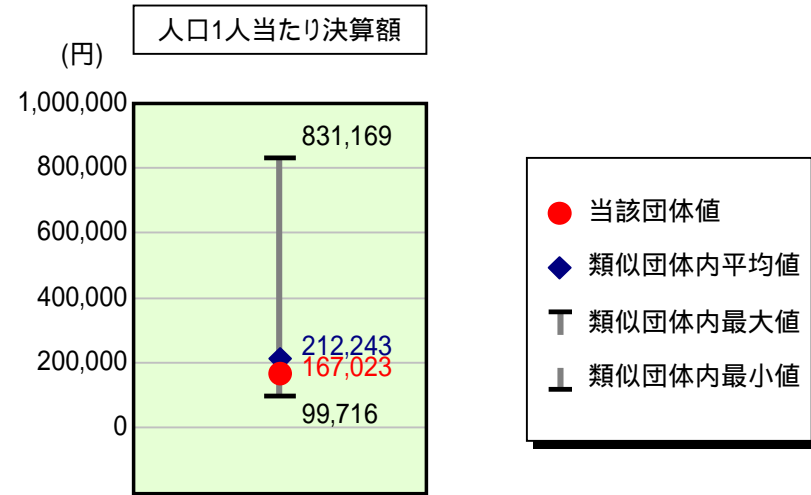 人口1人当たり決算額
(円)
1,000,000
831,169
800,000
600,000
400,000
212,243
200,000
167,023
99,716
0
当該団体値
類似団体内平均値
類似団体内最大値
類似団体内最小値